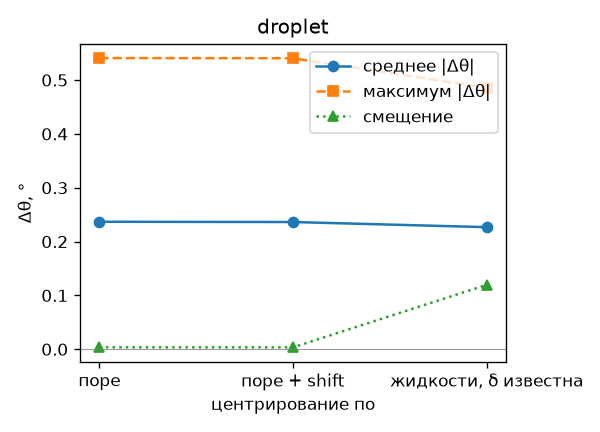 droplet
среднее |Δθ|
максимум |Δθ|
смещение
Δθ, °
0.5
0.4
0.3
0.2
0.1
0.0
поре
поре + shift
жидкости, δ известна
центрирование по